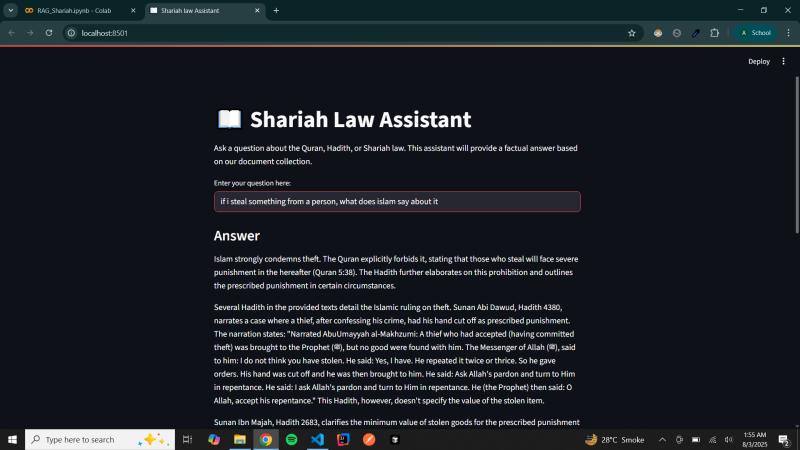 RAG_Shariah.ipynb - Colab
Shariah law Assistant
localhost:8501
A School
Deploy
Shariah Law Assistant
Ask a question about the Quran, Hadith, or Shariah law. This assistant will provide a factual answer based
on our document collection.
Enter your question here:
if i steal something from a person, what does islam say about it
Answer
Islam strongly condemns theft. The Quran explicitly forbids it, stating that those who steal will face severe
punishment in the hereafter (Quran 5:38). The Hadith further elaborates on this prohibition and outlines
the prescribed punishment in certain circumstances.
Several Hadith in the provided texts detail the Islamic ruling on theft. Sunan Abi Dawud, Hadith 4380,
narrates a case where a thief, after confessing his crime, had his hand cut off as prescribed punishment.
The narration states: "Narrated AbuUmayyah al-Makhzumi: A thief who had accepted (having committed
theft) was brought to the Prophet (ﷺ), but no good were found with him. The Messenger of Allah (ﷺ), said
to him: I do not think you have stolen. He said: Yes, I have. He repeated it twice or thrice. So he gave
orders. His hand was cut off and he was then brought to him. He said: Ask Allah's pardon and turn to Him
in repentance. He said: I ask Allah's pardon and turn to Him in repentance. He (the Prophet) then said: O
Allah, accept his repentance." This Hadith, however, doesn't specify the value of the stolen item.
Sunan Ibn Majah, Hadith 2683, clarifies the minimum value of stolen goods for the prescribed punishment
Type here to search
28°C Smoke
1:55 AM
8/3/2025
2